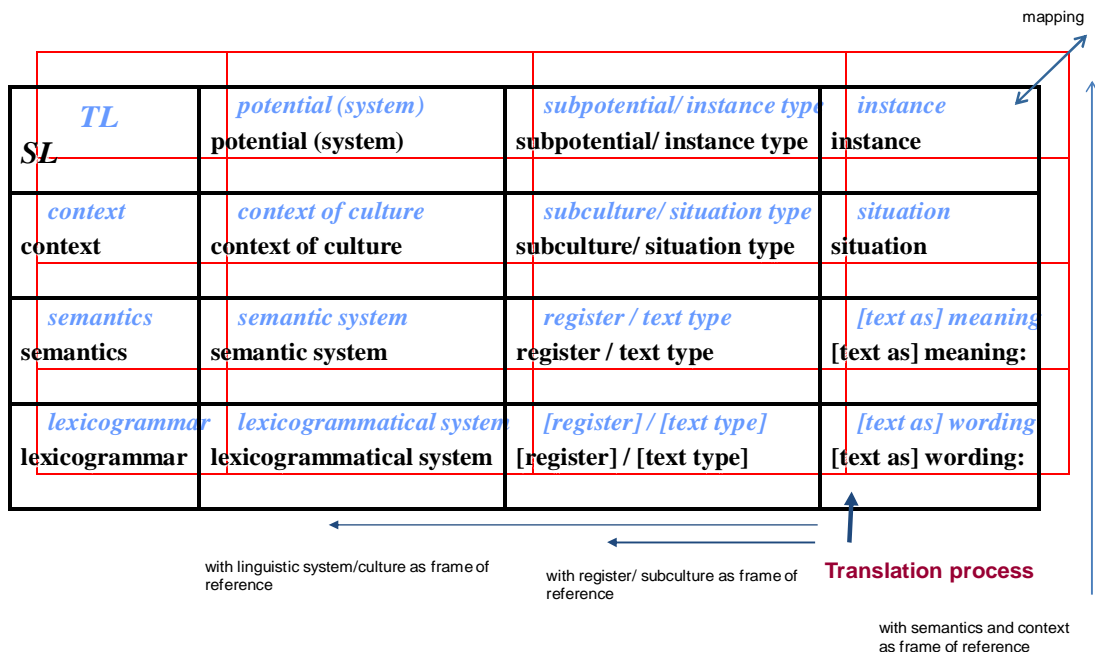 mapping
TL
SL
potential (system)
potential (system)
subpotential/ instance type
subpotential/ instance type
instance
instance
context
context
context of culture
context of culture
subculture/ situation type
subculture/ situation type
situation
situation
semantics
semantics
semantic system
semantic system
register / text type
register / text type
[text as] meaning
[text as] meaning:
lexicogrammar
lexicogrammar
lexicogrammatical system
lexicogrammatical system
[register] / [text type]
[register] / [text type]
[text as] wording
[text as] wording:
with linguistic system/culture as frame of
reference
with register/ subculture as frame of
reference
Translation process
with semantics and context
as frame of reference